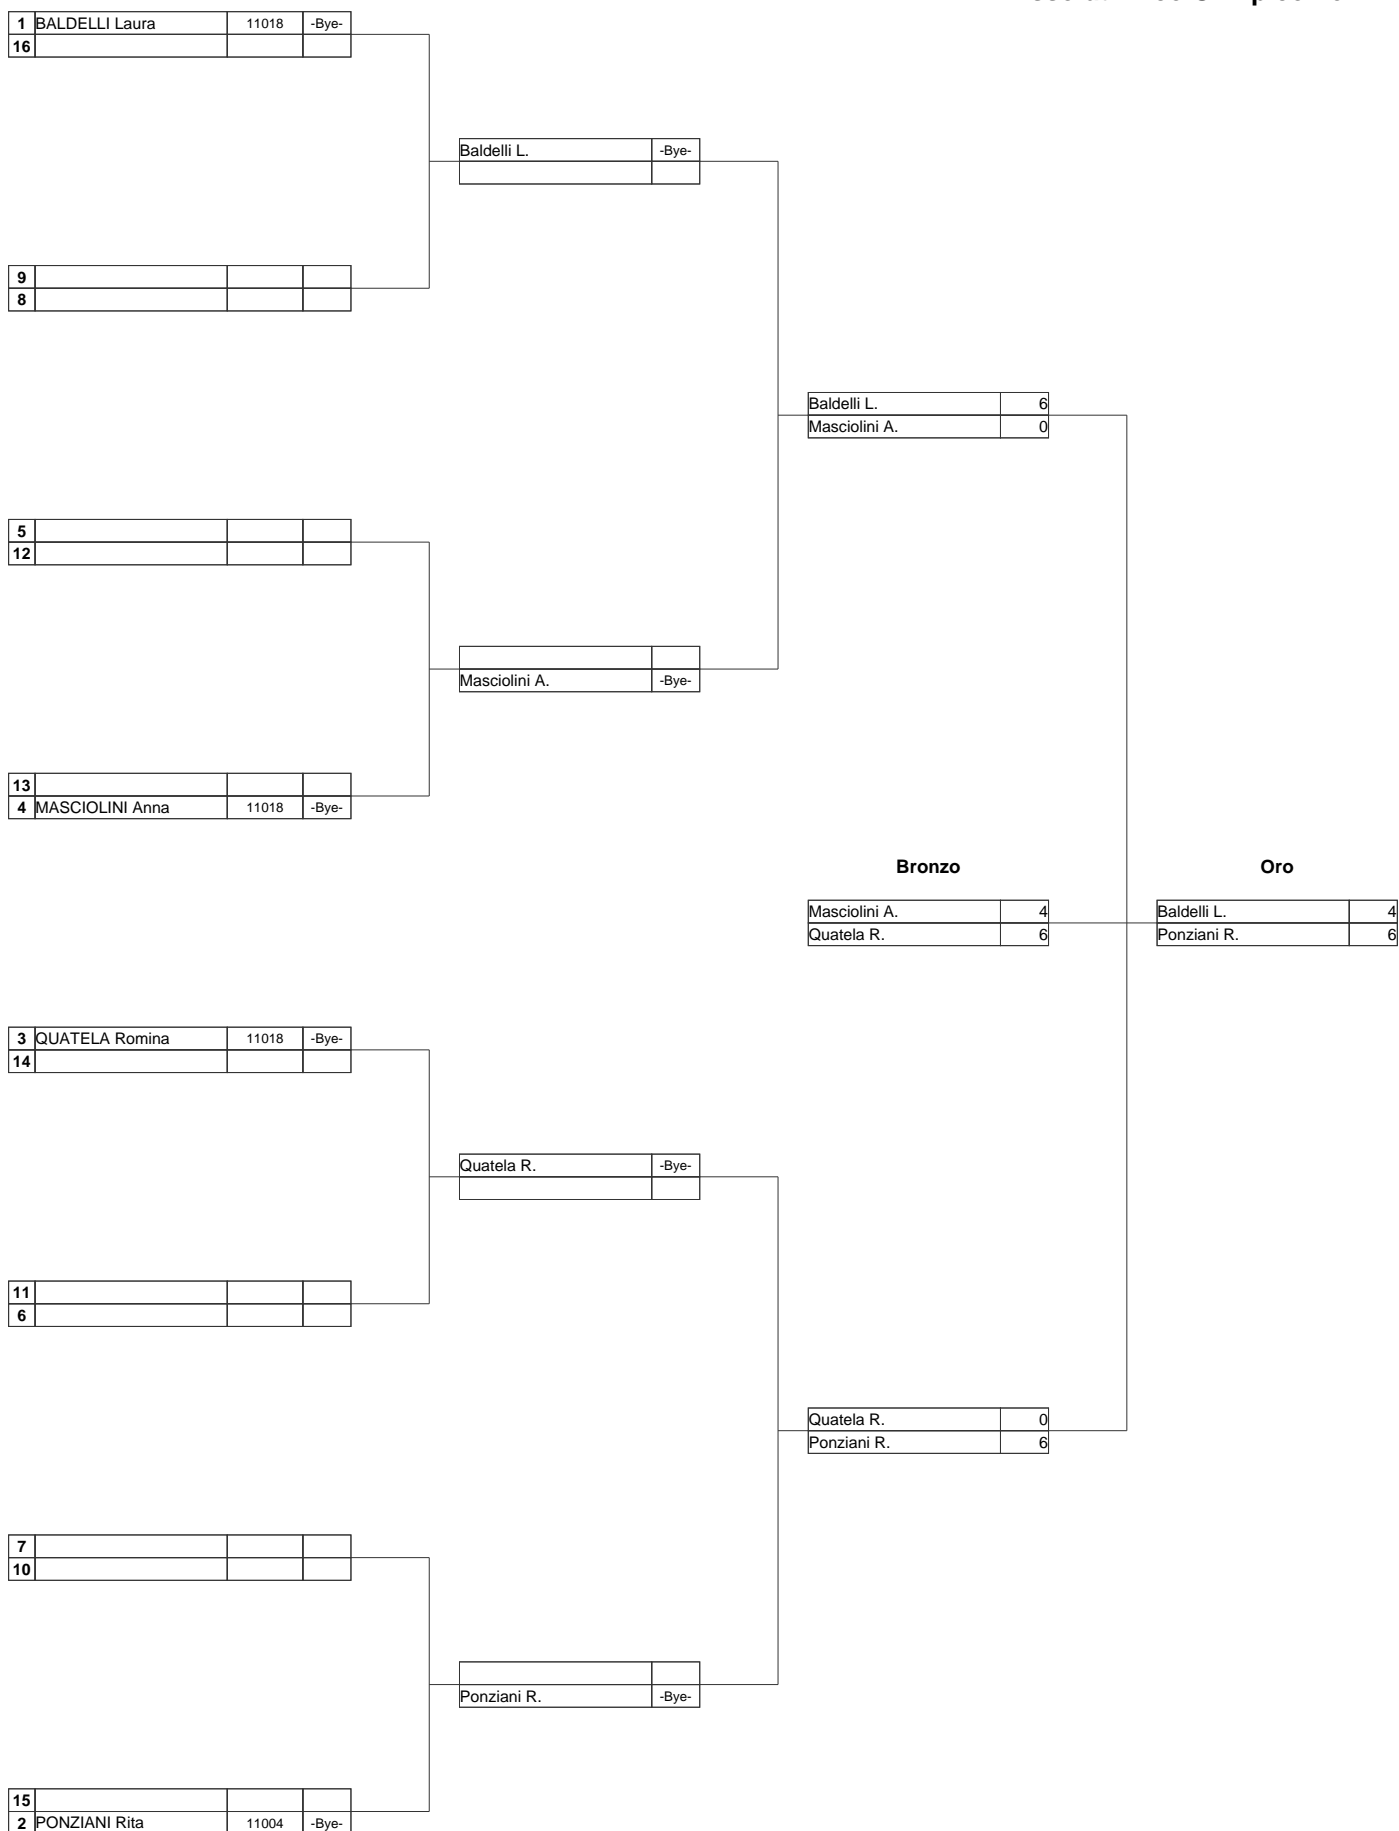 1 BALDELLI Laura 11018 -Bye-
16
Baldelli L. -Bye-
9
8
Baldelli L. 6
Masciolini A. 0
5
12
Masciolini A. -Bye-
13
4 MASCIOLINI Anna 11018 -Bye-
Bronzo Oro
Masciolini A. 4 Baldelli L. 4
Quatela R. 6 Ponziani R. 6
3 QUATELA Romina 11018 -Bye-
14
Quatela R. -Bye-
11
6
Quatela R. 0
Ponziani R. 6
7
10
Ponziani R. -Bye-
15
2 PONZIANI Rita 11004 -Bye-